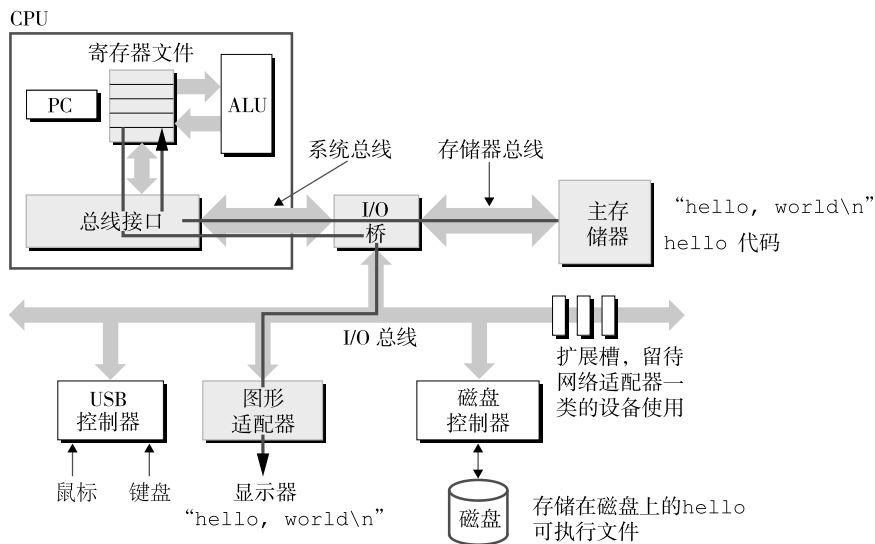 CPU
寄存器文件
PC
ALU
系统总线
存储器总线
总线接口
I/O
桥
主存
储器
“hello, world\n”
hello 代码
I/O 总线
扩展槽，留待
网络适配器一
类的设备使用
USB
控制器
图形
适配器
磁盘
控制器
鼠标
键盘
显示器
“hello, world\n”
磁盘
存储在磁盘上的hello
可执行文件